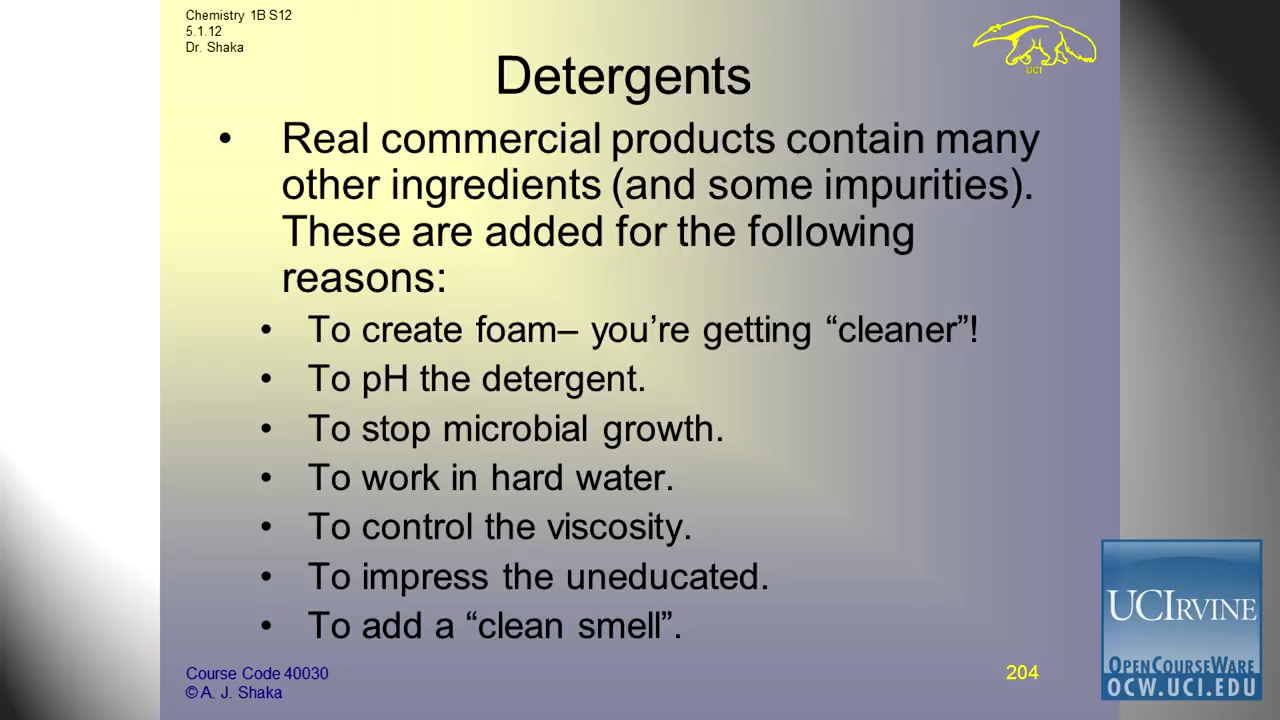 Chemistry 1B S12
5.1.12
Dr. Shaka
UCI
Detergents
• Real commercial products contain many
other ingredients (and some impurities).
These are added for the following
reasons:
• To create foam– you’re getting “cleaner”!
• To pH the detergent.
• To stop microbial growth.
• To work in hard water.
• To control the viscosity.
• To impress the uneducated.
• To add a “clean smell”.
Course Code 40030
© A. J. Shaka
204
UCIRVINE
OPENCOURSEWARE
OCW.UCI.EDU